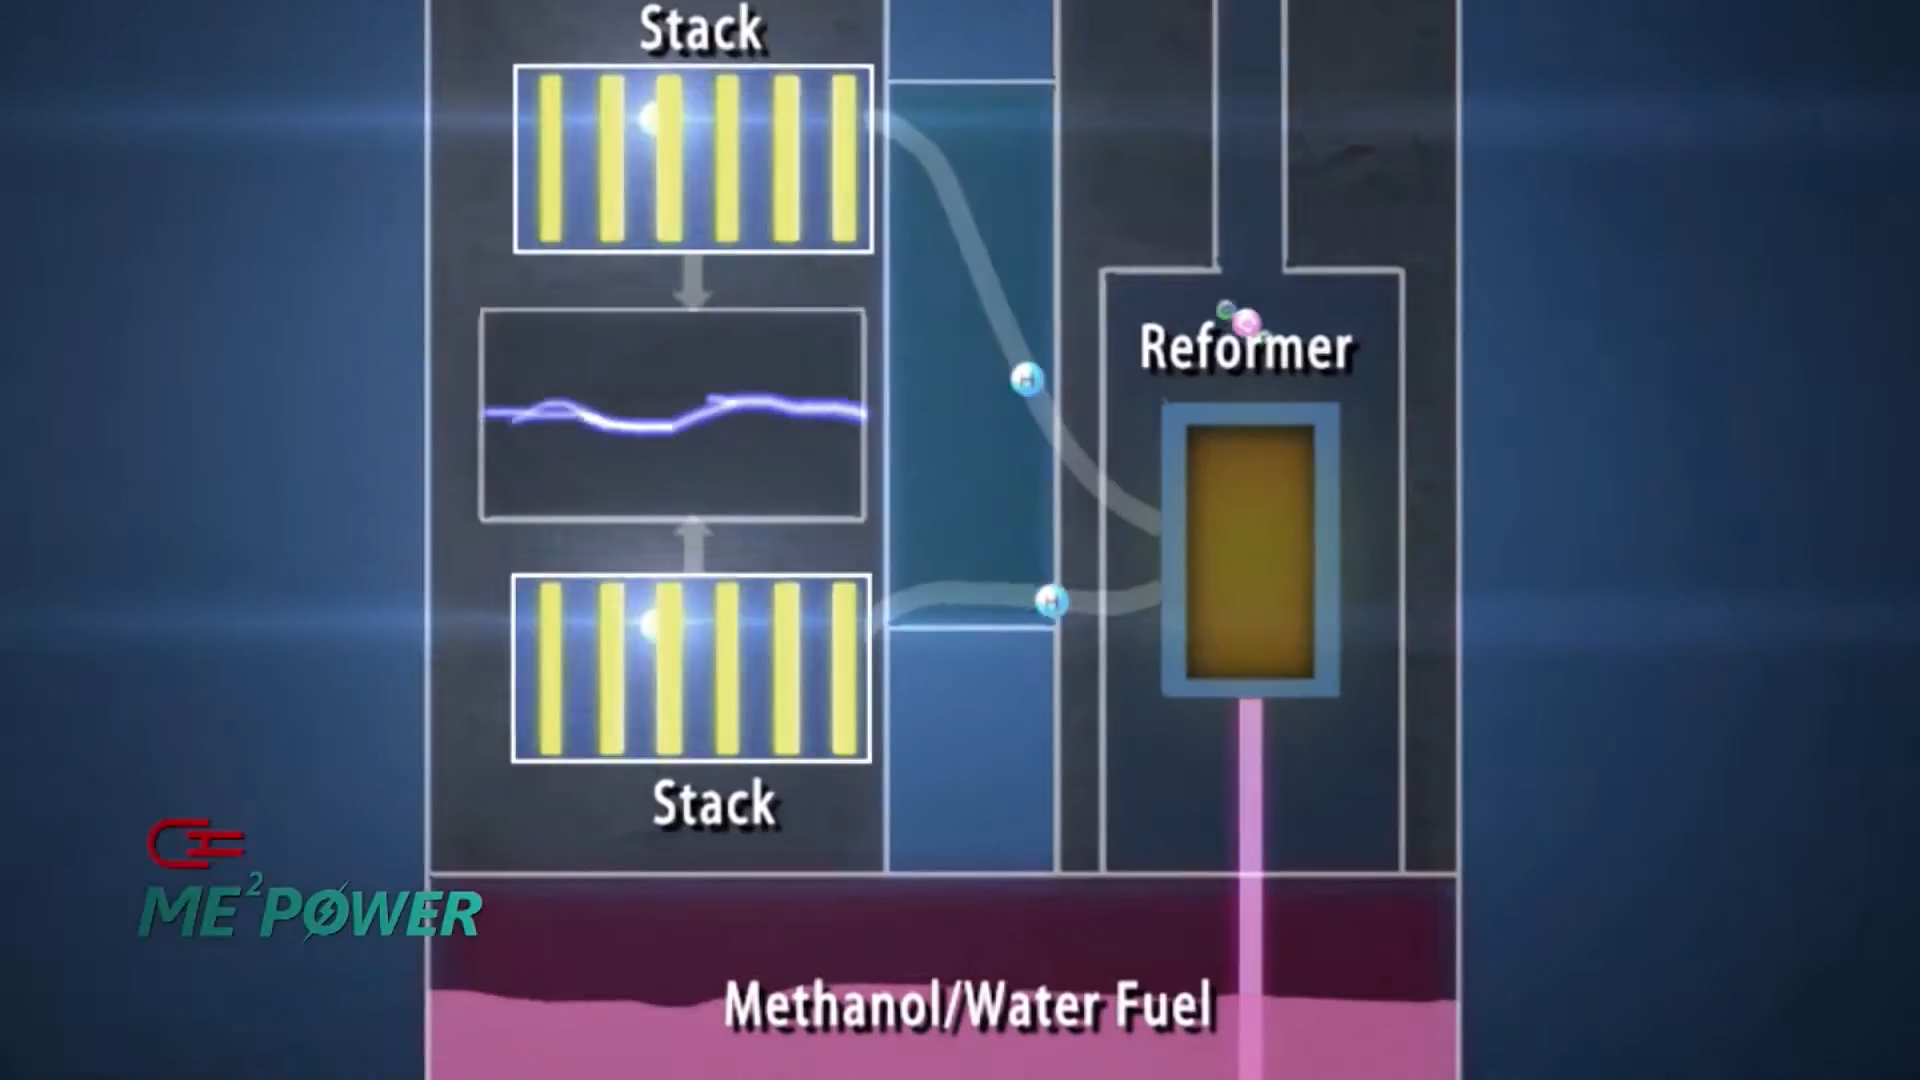 Stack
Reformer
H
H
Stack
ME²POWER
Methanol/Water Fuel